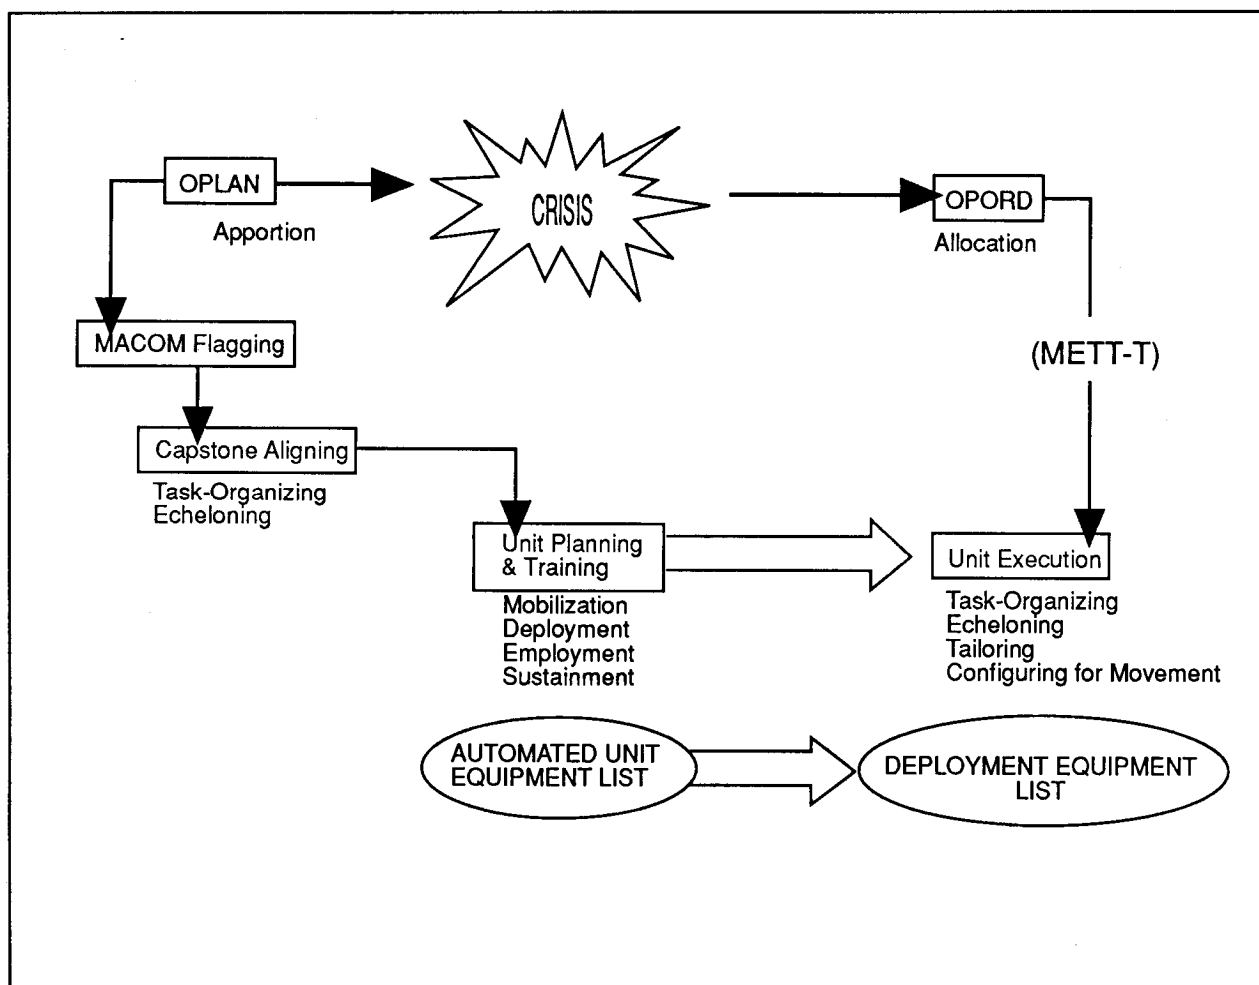 OPLAN
Apportion
CRISIS
OPORD
Allocation
MACOM Flagging
(METT-T)
Capstone Aligning
Task-Organizing
Echeloning
Unit Planning
& Training
Mobilization
Deployment
Employment
Sustainment
Unit Execution
Task-Organizing
Echeloning
Tailoring
Configuring for Movement
AUTOMATED UNIT
EQUIPMENT LIST
DEPLOYMENT EQUIPMENT
LIST